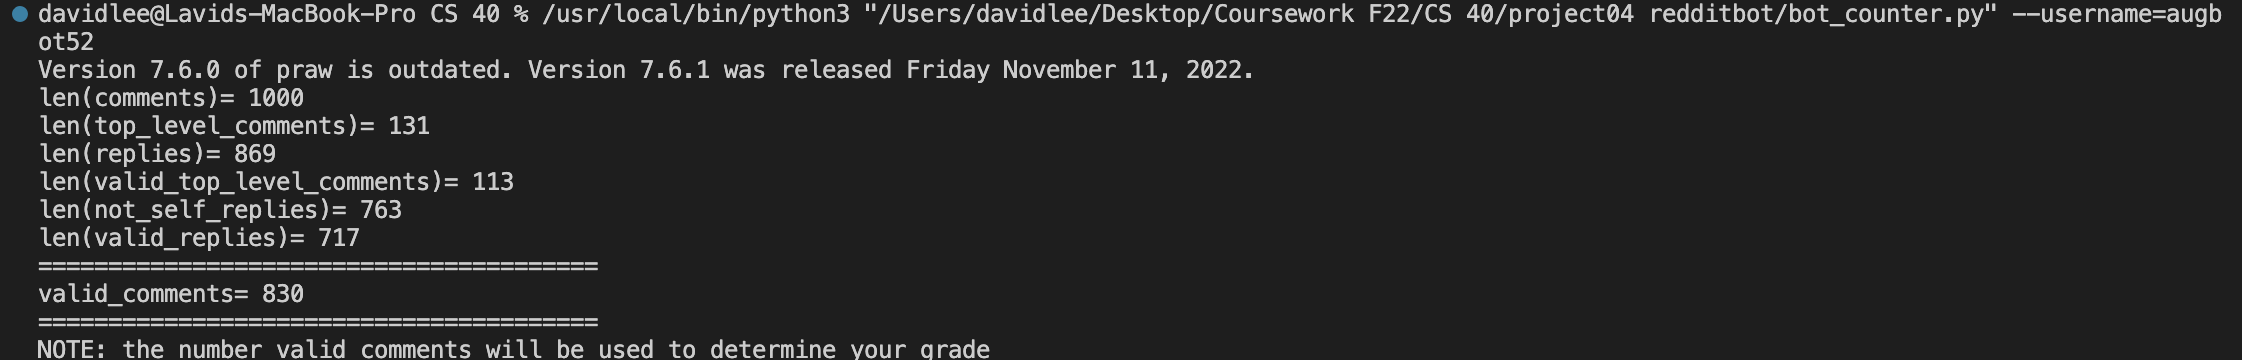 davidlee@Lavids-MacBook-Pro CS 40 % /usr/local/bin/python3 "/Users/davidlee/Desktop/Coursework F22/CS 40/project04 redditbot/bot_counter.py" --username=augb
ot52
Version 7.6.0 of praw is outdated. Version 7.6.1 was released Friday November 11, 2022.
len(comments)= 1000
len(top_level_comments)= 131
len(replies)= 869
len(valid_top_level_comments)= 113
len(not_self_replies)= 763
len(valid_replies)= 717
========================================
valid_comments= 830
========================================
NOTE: the number valid comments will be used to determine your grade